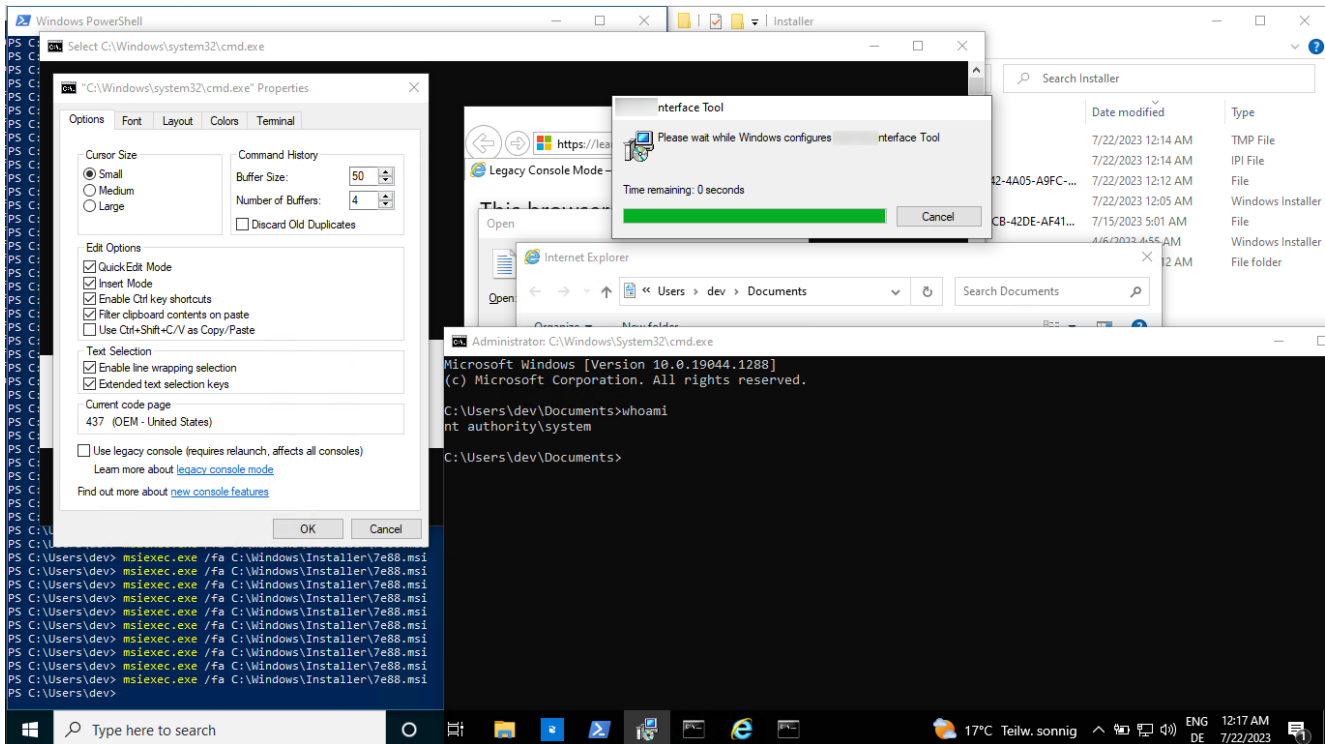 Windows PowerShell
Installer
Select C:\Windows\system32\cmd.exe
"C:\Windows\system32\cmd.exe" Properties
Options Font Layout Colors Terminal
Cursor Size
Small
Medium
Large
Command History
Buffer Size: 50
Number of Buffers: 4
Discard Old Duplicates
Edit Options
QuickEdit Mode
Insert Mode
Enable Ctrl key shortcuts
Filter clipboard contents on paste
Use Ctrl+Shift+C/V as Copy/Paste
Text Selection
Enable line wrapping selection
Extended text selection keys
Current code page
437 (OEM - United States)
Use legacy console (requires relaunch, affects all consoles)
Learn more about legacy console mode
Find out more about new console features
OK Cancel
PS C:\Users\dev> msiexec.exe /fa C:\Windows\Installer\7e88.msi
PS C:\Users\dev> msiexec.exe /fa C:\Windows\Installer\7e88.msi
PS C:\Users\dev> msiexec.exe /fa C:\Windows\Installer\7e88.msi
PS C:\Users\dev> msiexec.exe /fa C:\Windows\Installer\7e88.msi
PS C:\Users\dev> msiexec.exe /fa C:\Windows\Installer\7e88.msi
PS C:\Users\dev> msiexec.exe /fa C:\Windows\Installer\7e88.msi
PS C:\Users\dev> msiexec.exe /fa C:\Windows\Installer\7e88.msi
PS C:\Users\dev> msiexec.exe /fa C:\Windows\Installer\7e88.msi
PS C:\Users\dev> msiexec.exe /fa C:\Windows\Installer\7e88.msi
PS C:\Users\dev> msiexec.exe /fa C:\Windows\Installer\7e88.msi
PS C:\Users\dev>
https://lea
Legacy Console Mode –
This browser
Open
Open:
nterface Tool
Please wait while Windows configures nterface Tool
Time remaining: 0 seconds
Cancel
Search Installer
Date modified Type
7/22/2023 12:14 AM TMP File
7/22/2023 12:14 AM IPI File
42-4A05-A9FC-... 7/22/2023 12:12 AM File
7/22/2023 12:05 AM Windows Installer
CB-42DE-AF41... 7/15/2023 5:01 AM File
4/6/2023 4:55 AM Windows Installer
12 AM File folder
Internet Explorer
« Users › dev › Documents
Search Documents
Organize New folder
Administrator: C:\Windows\System32\cmd.exe
Microsoft Windows [Version 10.0.19044.1288]
(c) Microsoft Corporation. All rights reserved.
C:\Users\dev\Documents>whoami
nt authority\system
C:\Users\dev\Documents>
Type here to search
17°C Teilw. sonnig
ENG
DE
12:17 AM
7/22/2023
1